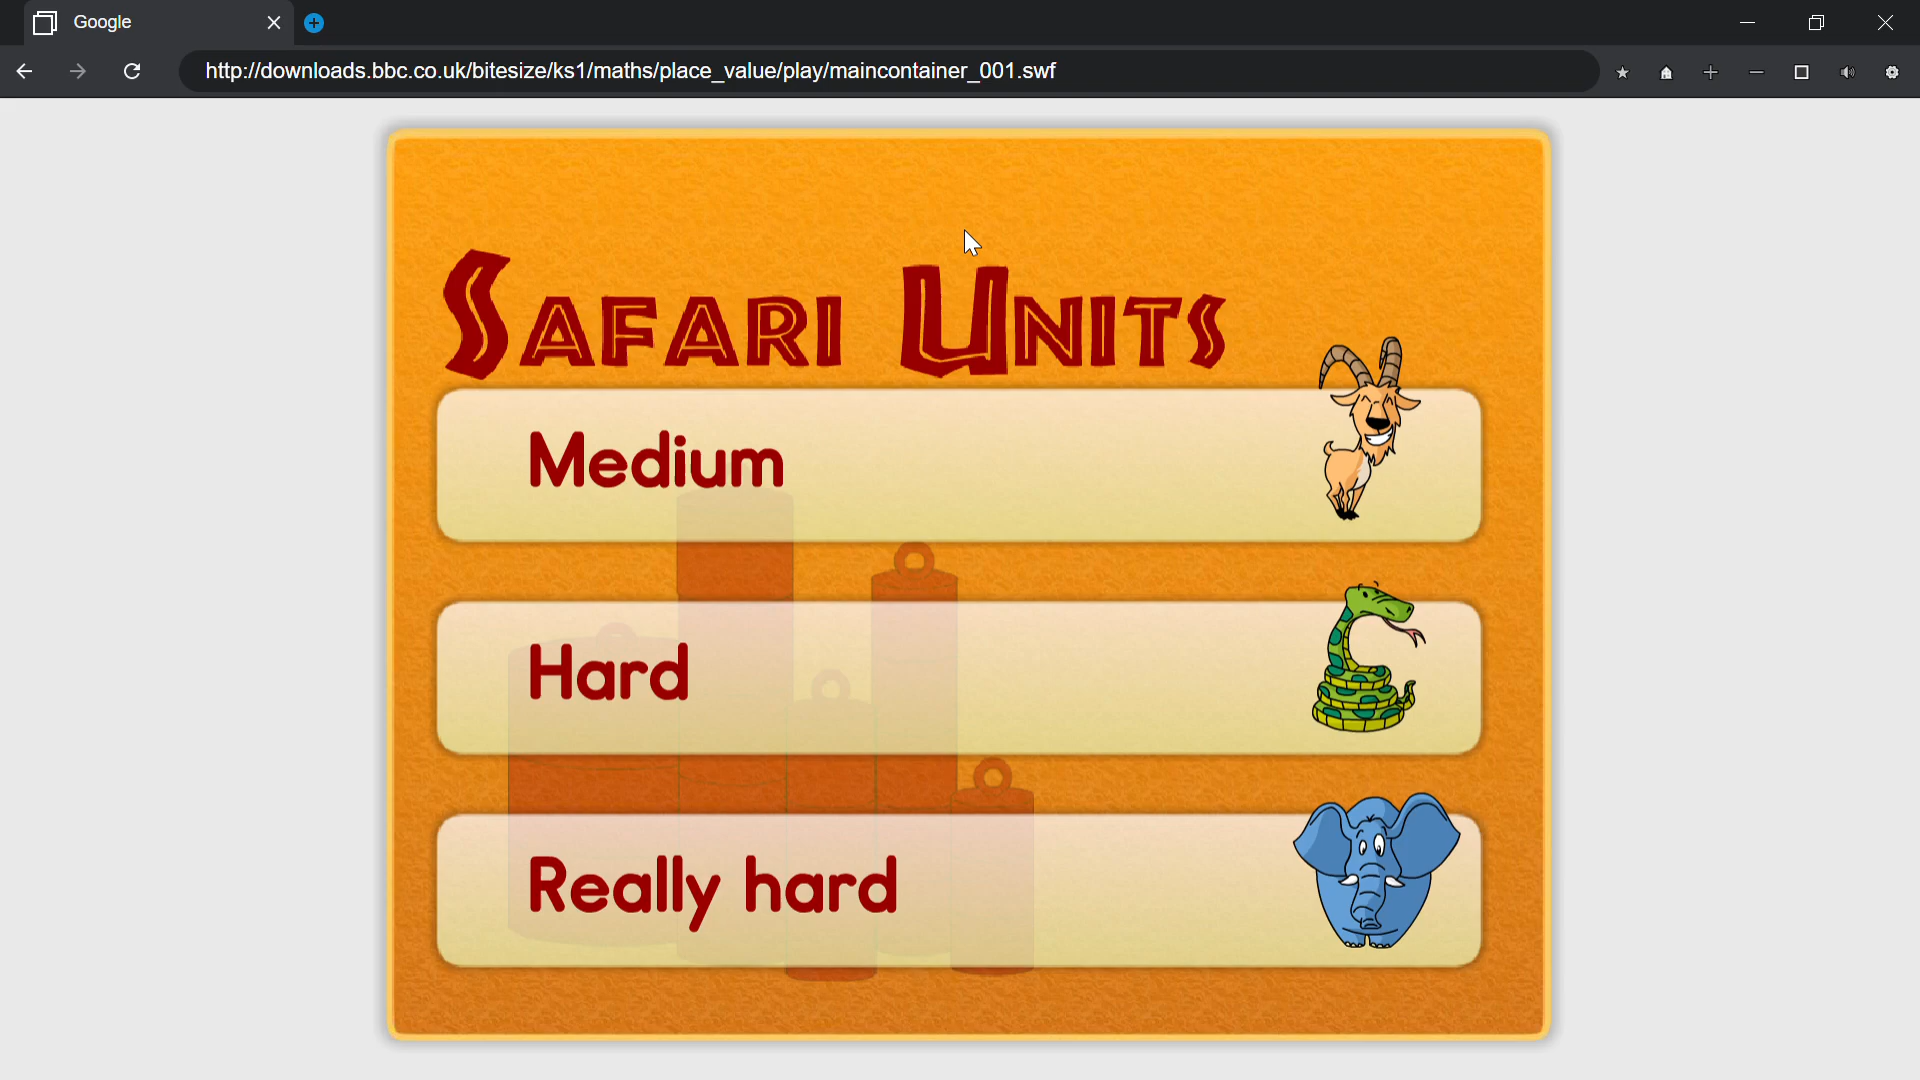 Google
http://downloads.bbc.co.uk/bitesize/ks1/maths/place_value/play/maincontainer_001.swf
Safari Units
Medium
Hard
Really hard